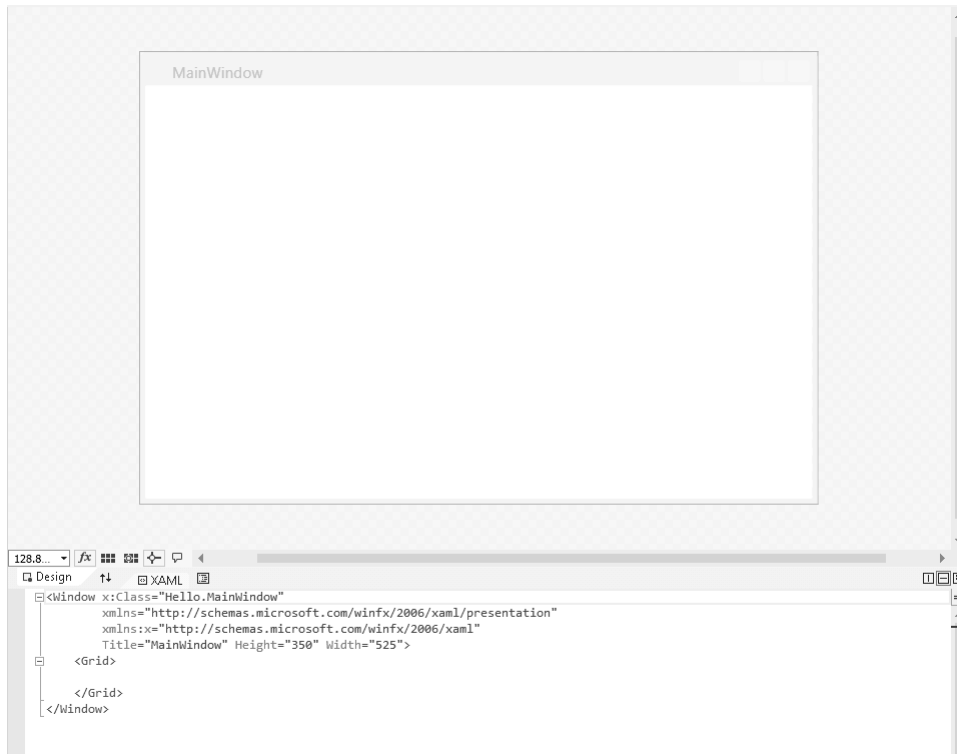 MainWindow
128.8...
fx
Design
XAML
<Window x:Class="Hello.MainWindow"
xmlns="http://schemas.microsoft.com/winfx/2006/xaml/presentation"
xmlns:x="http://schemas.microsoft.com/winfx/2006/xaml"
Title="MainWindow" Height="350" Width="525">
<Grid>
</Grid>
</Window>